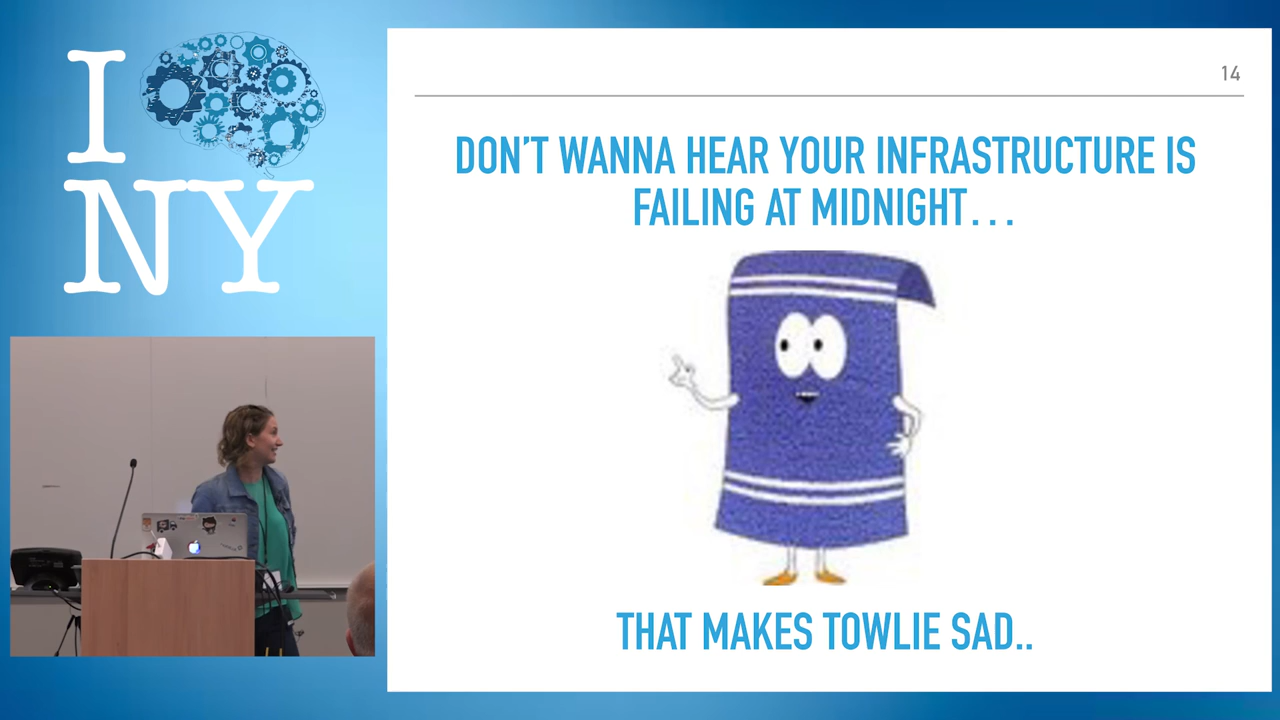 I
NY
14
DON'T WANNA HEAR YOUR INFRASTRUCTURE IS
FAILING AT MIDNIGHT...
THAT MAKES TOWLIE SAD..